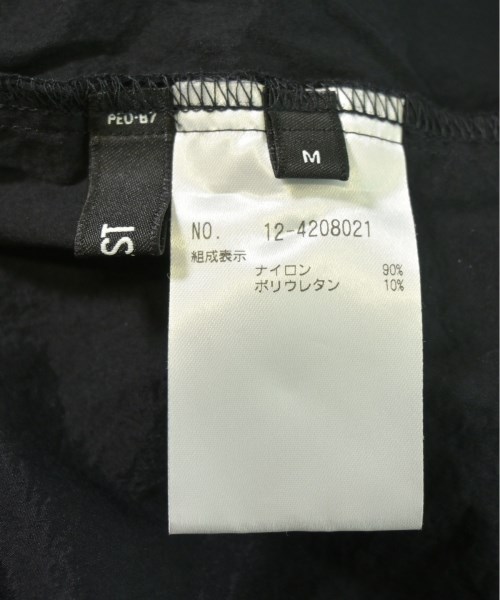 PEO·B7
ST
M
NO. 12-4208021
組成表示
ナイロン 90%
ポリウレタン 10%